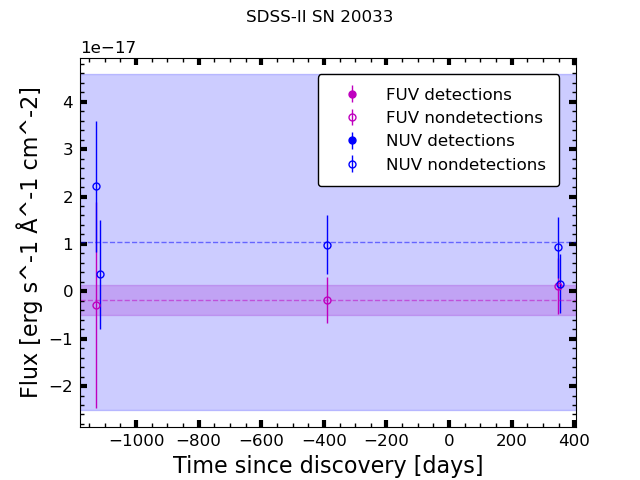 SDSS-II SN 20033
1e−17
FUV detections
FUV nondetections
NUV detections
NUV nondetections
4
3
2
1
0
−1
−2
Flux [erg s^-1 Å^-1 cm^-2]
−1000 −800 −600 −400 −200 0 200 400
Time since discovery [days]